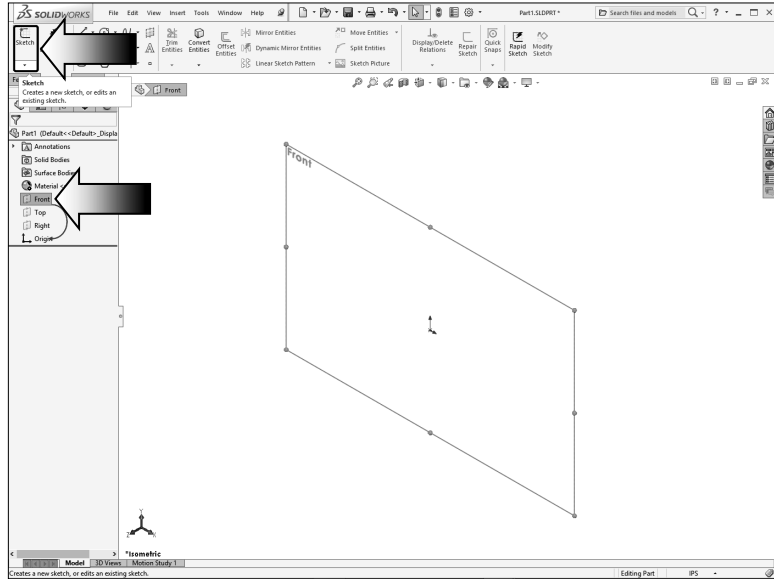 SOLIDWORKS File Edit View Insert Tools Window Help Part1.SLDPRT * Search files and models ?
Sketch Trim Entities Convert Entities Offset Entities Mirror Entities Dynamic Mirror Entities Linear Sketch Pattern Move Entities Split Entities Sketch Picture Display/Delete Relations Repair Sketch Quick Snaps Rapid Sketch Modify Sketch
Sketch
Creates a new sketch, or edits an
existing sketch.
Front
Part1 (Default<<Default>_Displa
Annotations
Solid Bodies
Surface Bodies
Material <
Front
Top
Right
Origin
Front
Y
Z X
*Isometric
Model 3D Views Motion Study 1
Creates a new sketch, or edits an existing sketch. Editing Part IPS